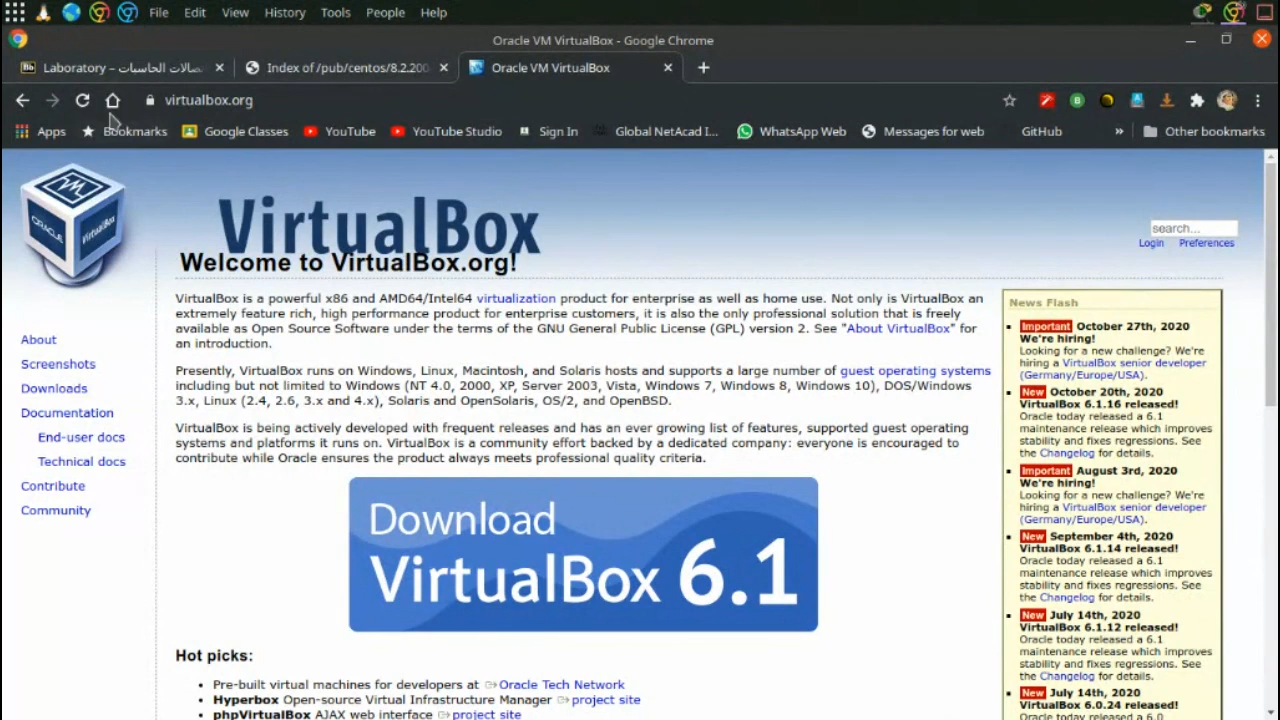 File Edit View History Tools People Help
Oracle VM VirtualBox - Google Chrome
Bb Laboratory – صالات الحاسبات
Index of /pub/centos/8.2.200
Oracle VM VirtualBox
virtualbox.org
Apps Bookmarks Google Classes YouTube YouTube Studio Sign In Global NetAcad I... WhatsApp Web Messages for web GitHub » Other bookmarks
ORACLE
VirtualBox
VirtualBox
search...
Login Preferences
Welcome to VirtualBox.org!
About
Screenshots
Downloads
Documentation
End-user docs
Technical docs
Contribute
Community
VirtualBox is a powerful x86 and AMD64/Intel64 virtualization product for enterprise as well as home use. Not only is VirtualBox an
extremely feature rich, high performance product for enterprise customers, it is also the only professional solution that is freely
available as Open Source Software under the terms of the GNU General Public License (GPL) version 2. See "About VirtualBox" for
an introduction.
Presently, VirtualBox runs on Windows, Linux, Macintosh, and Solaris hosts and supports a large number of guest operating systems
including but not limited to Windows (NT 4.0, 2000, XP, Server 2003, Vista, Windows 7, Windows 8, Windows 10), DOS/Windows
3.x, Linux (2.4, 2.6, 3.x and 4.x), Solaris and OpenSolaris, OS/2, and OpenBSD.
VirtualBox is being actively developed with frequent releases and has an ever growing list of features, supported guest operating
systems and platforms it runs on. VirtualBox is a community effort backed by a dedicated company: everyone is encouraged to
contribute while Oracle ensures the product always meets professional quality criteria.
Download
VirtualBox 6.1
Hot picks:
• Pre-built virtual machines for developers at Oracle Tech Network
• Hyperbox Open-source Virtual Infrastructure Manager project site
• phpVirtualBox AJAX web interface project site
News Flash
Important October 27th, 2020
We're hiring!
Looking for a new challenge? We're
hiring a VirtualBox senior developer
(Germany/Europe/USA).
New October 20th, 2020
VirtualBox 6.1.16 released!
Oracle today released a 6.1
maintenance release which improves
stability and fixes regressions. See
the Changelog for details.
Important August 3rd, 2020
We're hiring!
Looking for a new challenge? We're
hiring a VirtualBox senior developer
(Germany/Europe/USA).
New September 4th, 2020
VirtualBox 6.1.14 released!
Oracle today released a 6.1
maintenance release which improves
stability and fixes regressions. See
the Changelog for details.
New July 14th, 2020
VirtualBox 6.1.12 released!
Oracle today released a 6.1
maintenance release which improves
stability and fixes regressions. See
the Changelog for details.
New July 14th, 2020
VirtualBox 6.0.24 released!
Oracle today released a 6.0